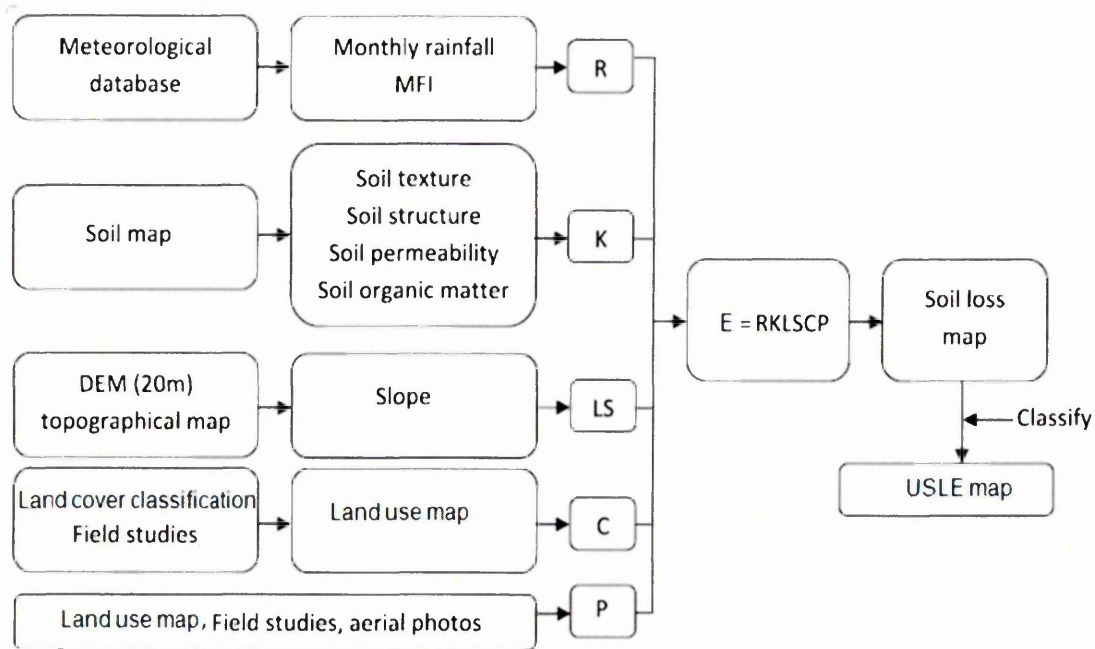 Meteorological
database
Monthly rainfall
MFI
R
Soil map
Soil texture
Soil structure
Soil permeability
Soil organic matter
K
DEM (20m)
topographical map
Slope
LS
Land cover classification
Field studies
Land use map
C
Land use map, Field studies, aerial photos
P
E = RKLSCP
Soil loss
map
Classify
USLE map